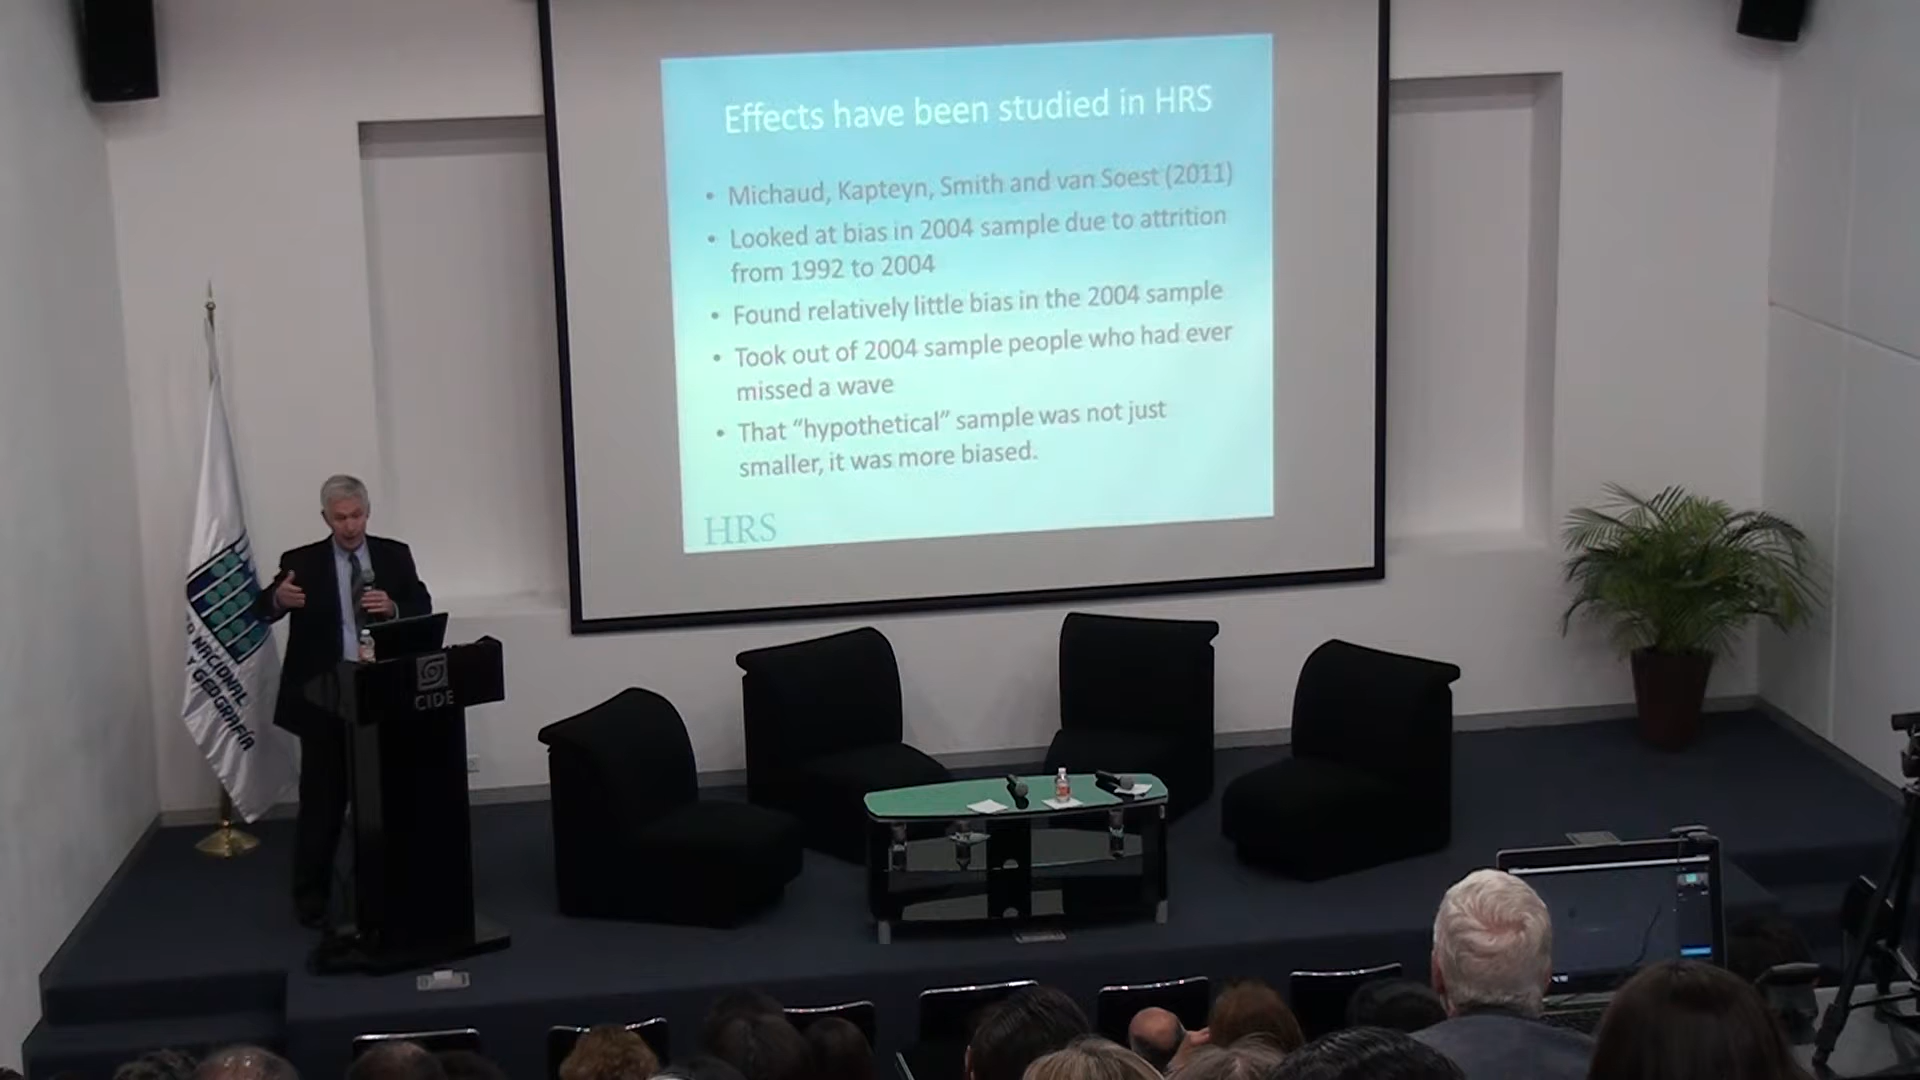 Effects have been studied in HRS
• Michaud, Kapteyn, Smith and van Soest (2011)
• Looked at bias in 2004 sample due to attrition
from 1992 to 2004
• Found relatively little bias in the 2004 sample
• Took out of 2004 sample people who had ever
missed a wave
• That “hypothetical” sample was not just
smaller, it was more biased.
HRS
NACIONAL
Y GEOGRAFÍA
CIDE